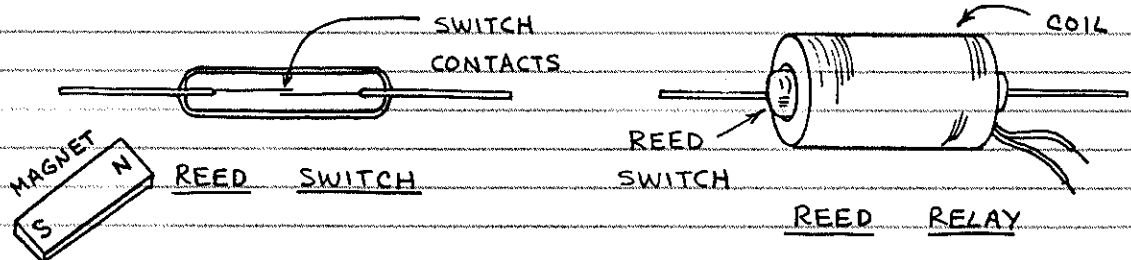 SWITCH
CONTACTS
MAGNET
N
S
REED SWITCH
COIL
REED
SWITCH
REED RELAY